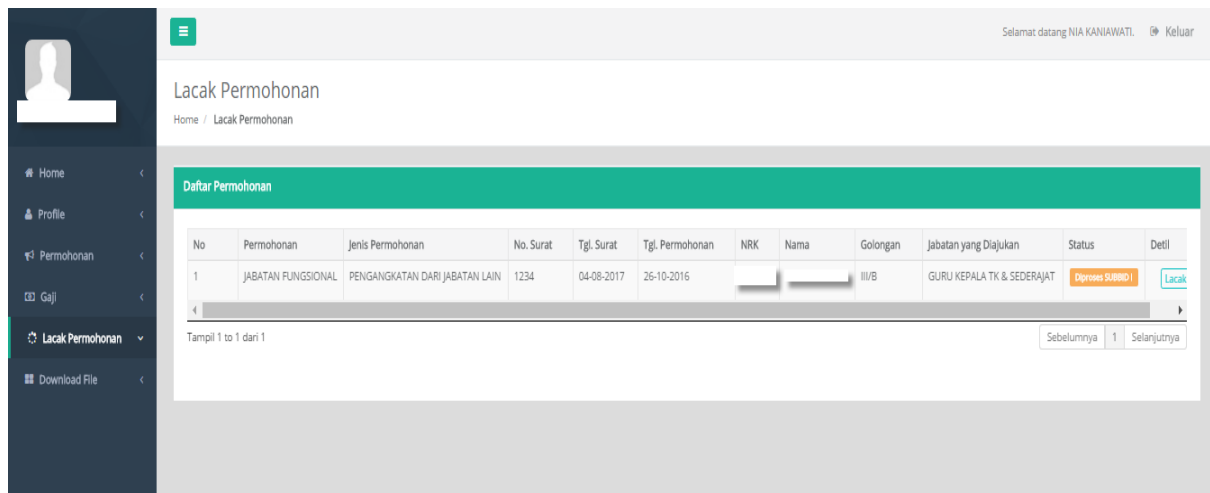 Selamat datang NIA KANIAWATI. Keluar
Lacak Permohonan
Home / Lacak Permohonan
Home
Profile
Permohonan
Gaji
Lacak Permohonan
Download File
Daftar Permohonan
No Permohonan Jenis Permohonan No. Surat Tgl. Surat Tgl. Permohonan NRK Nama Golongan Jabatan yang Diajukan Status Detil
1 JABATAN FUNGSIONAL PENGANGKATAN DARI JABATAN LAIN 1234 04-08-2017 26-10-2016 III/B GURU KEPALA TK & SEDERAJAT Diproses SUBBID I Lacak
Tampil 1 to 1 dari 1
Sebelumnya 1 Selanjutnya